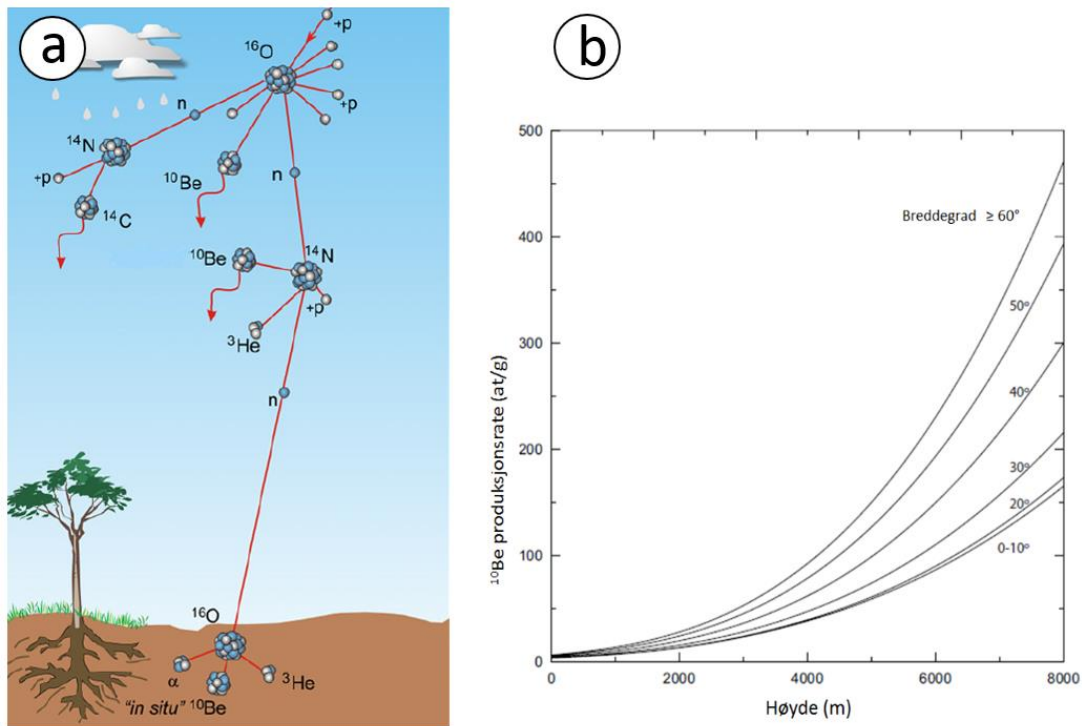 a
+p
¹⁶O
+p
n
¹⁴N
+p
¹⁴C
¹⁰Be
n
¹⁰Be
¹⁴N
+p
³He
n
¹⁶O
α
³He
"in situ" ¹⁰Be
b
500
400
300
200
100
0
¹⁰Be produksjonsrate (at/g)
Breddegrad ≥ 60°
50°
40°
30°
20°
0-10°
0
2000
4000
6000
8000
Høyde (m)